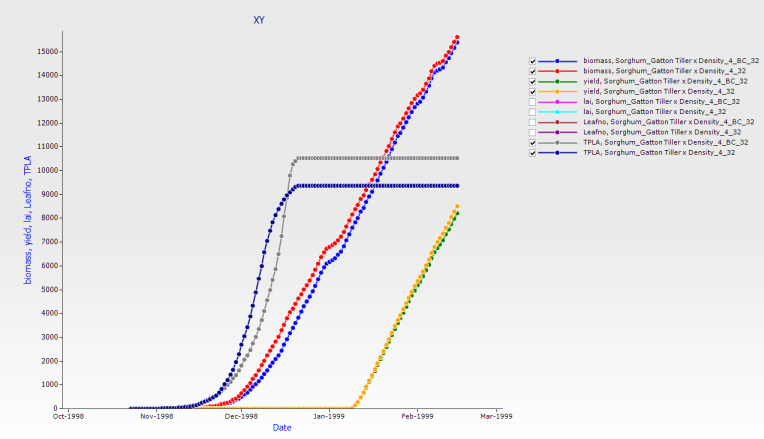 XY
biomass, yield, lai, Leafno, TPLA
15000
14000
13000
12000
11000
10000
9000
8000
7000
6000
5000
4000
3000
2000
1000
0
Oct-1998
Nov-1998
Dec-1998
Jan-1999
Feb-1999
Mar-1999
Date
biomass, Sorghum_Gatton Tiller x Density_4_BC_32
biomass, Sorghum_Gatton Tiller x Density_4_32
yield, Sorghum_Gatton Tiller x Density_4_BC_32
yield, Sorghum_Gatton Tiller x Density_4_32
lai, Sorghum_Gatton Tiller x Density_4_BC_32
lai, Sorghum_Gatton Tiller x Density_4_32
Leafno, Sorghum_Gatton Tiller x Density_4_BC_32
Leafno, Sorghum_Gatton Tiller x Density_4_32
TPLA, Sorghum_Gatton Tiller x Density_4_BC_32
TPLA, Sorghum_Gatton Tiller x Density_4_32